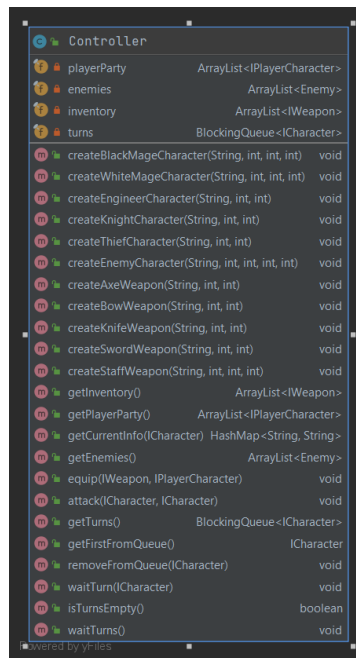 Controller
playerParty ArrayList<IPlayerCharacter>
enemies ArrayList<Enemy>
inventory ArrayList<IWeapon>
turns BlockingQueue<ICharacter>
createBlackMageCharacter(String, int, int, int) void
createWhiteMageCharacter(String, int, int, int) void
createEngineerCharacter(String, int, int) void
createKnightCharacter(String, int, int) void
createThiefCharacter(String, int, int) void
createEnemyCharacter(String, int, int, int, int) void
createAxeWeapon(String, int, int) void
createBowWeapon(String, int, int) void
createKnifeWeapon(String, int, int) void
createSwordWeapon(String, int, int) void
createStaffWeapon(String, int, int) void
getInventory() ArrayList<IWeapon>
getPlayerParty() ArrayList<IPlayerCharacter>
getCurrentInfo(ICharacter) HashMap<String, String>
getEnemies() ArrayList<Enemy>
equip(IWeapon, IPlayerCharacter) void
attack(ICharacter, ICharacter) void
getTurns() BlockingQueue<ICharacter>
getFirstFromQueue() ICharacter
removeFromQueue(ICharacter) void
waitTurn(ICharacter) void
isTurnsEmpty() boolean
waitTurns() void
Powered by yFiles